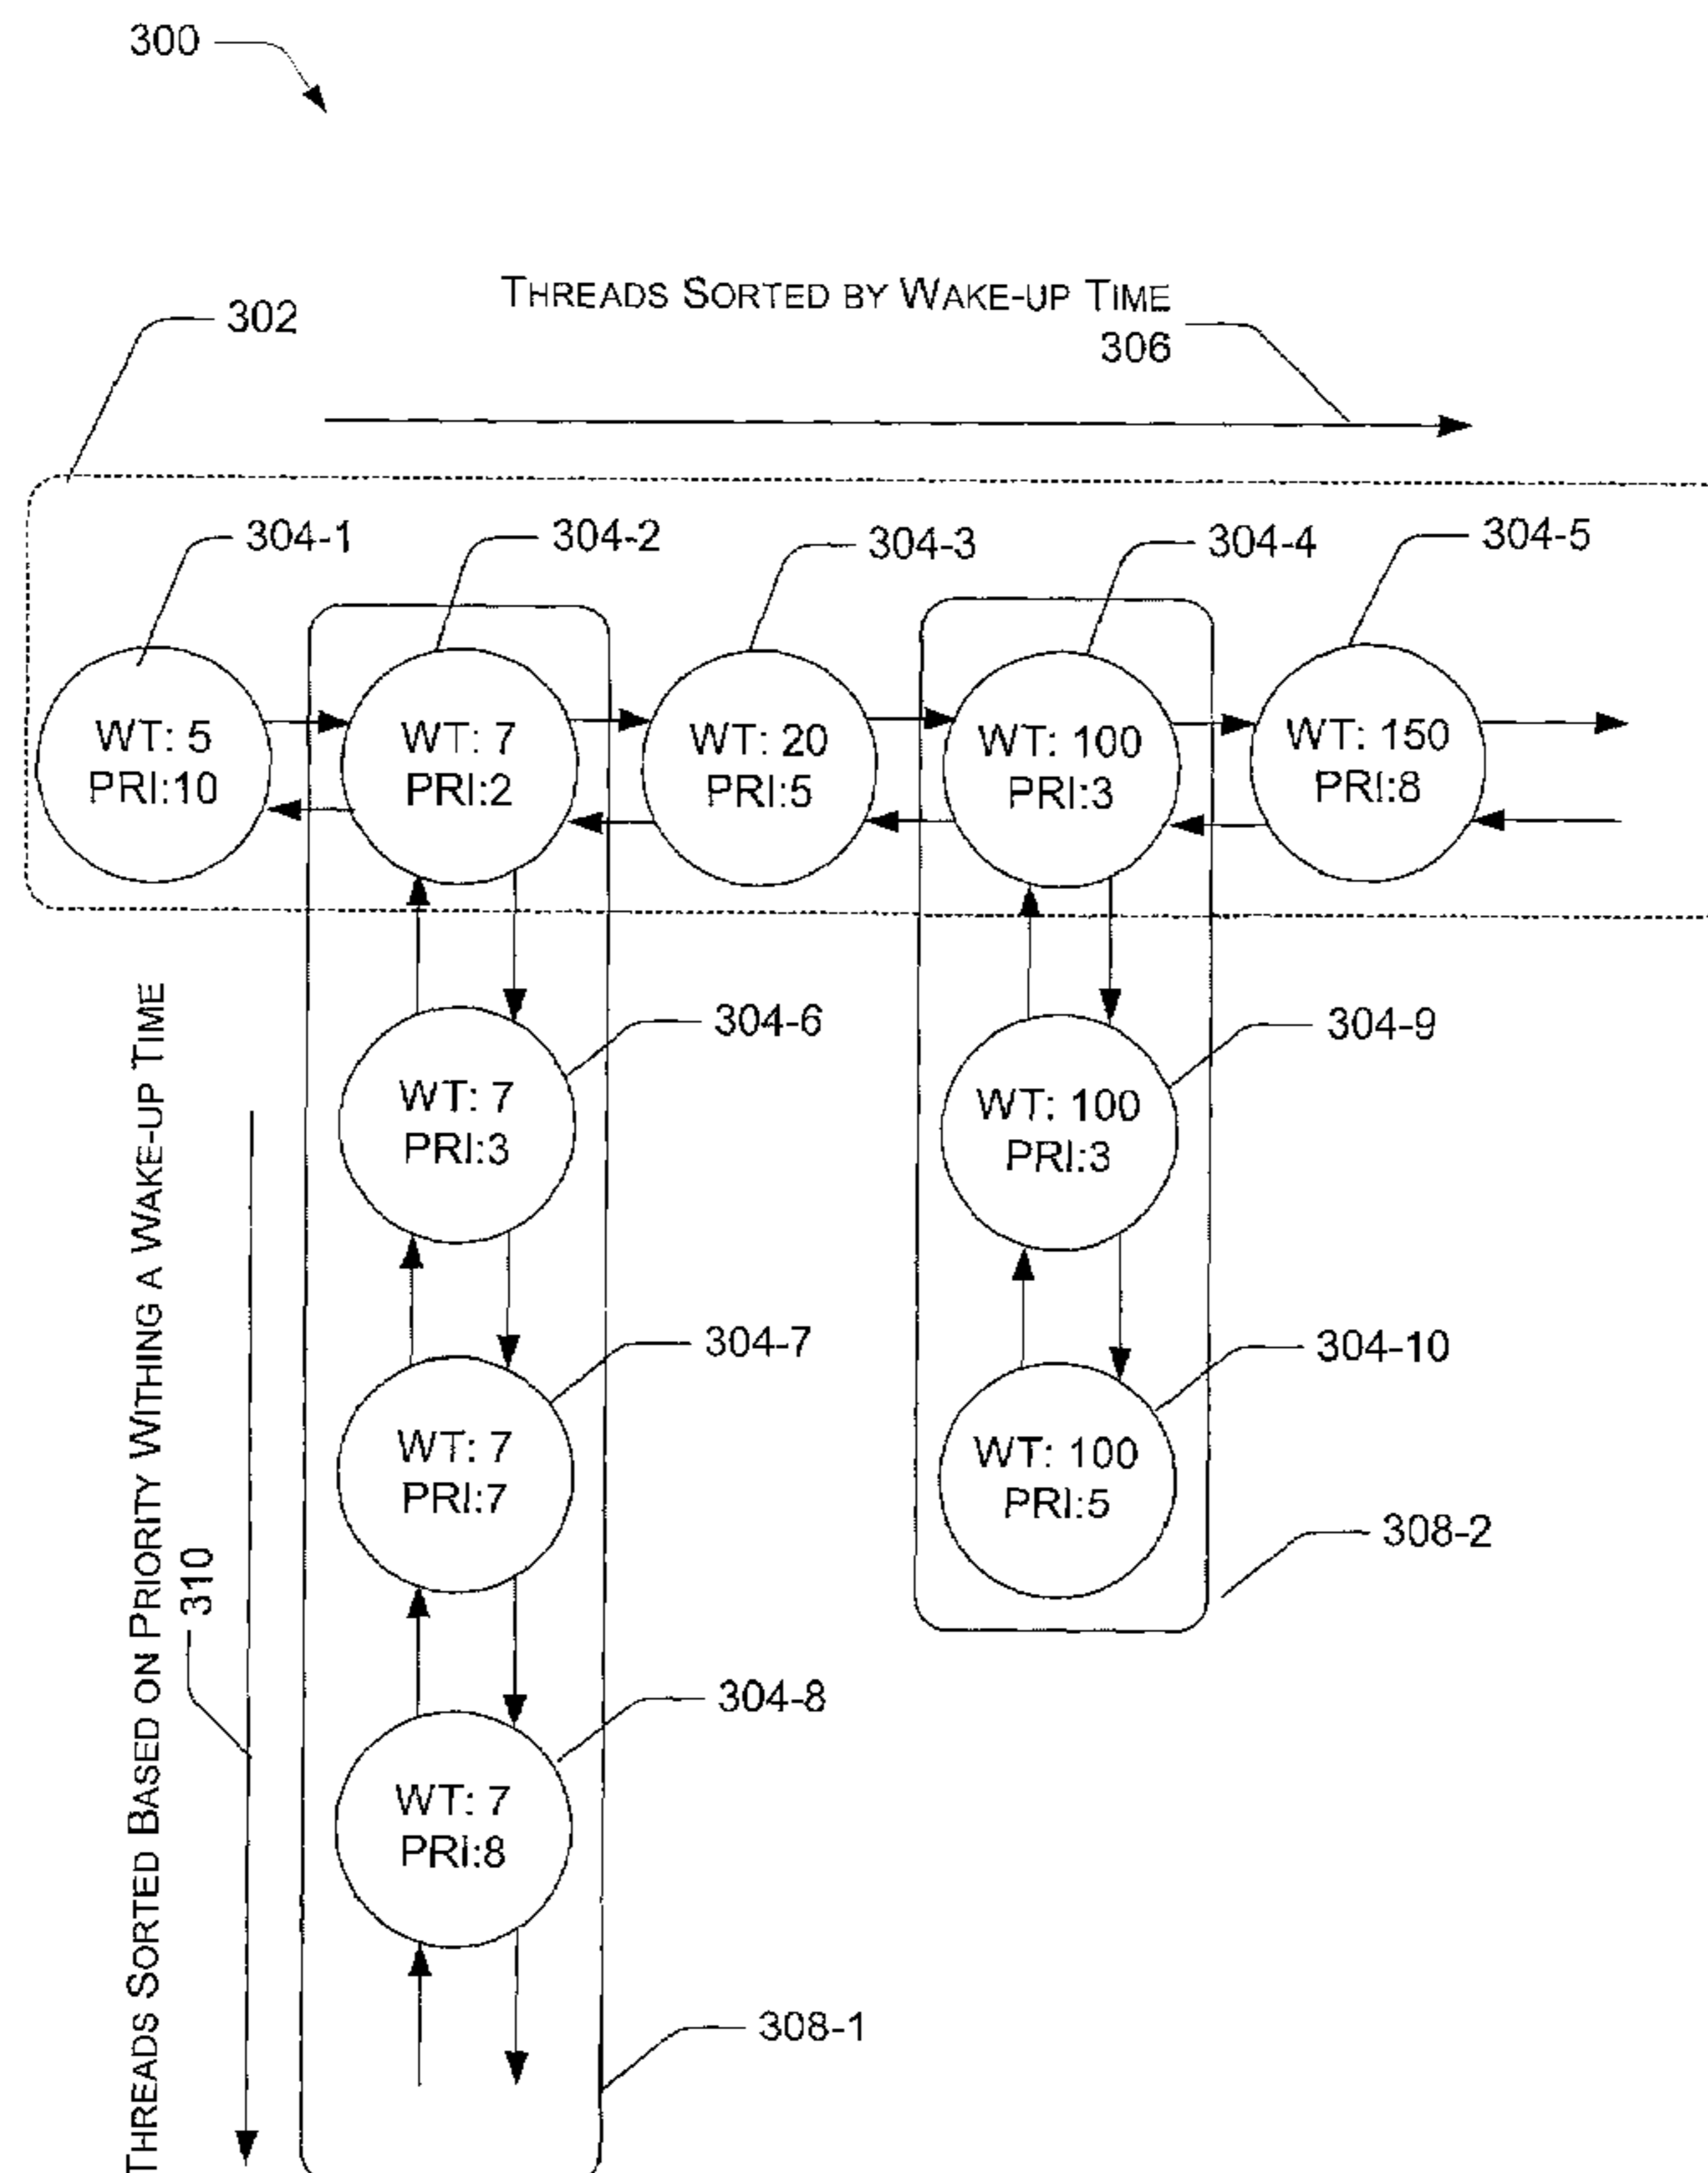 300
THREADS SORTED BY WAKE-UP TIME
306
302
304-1
304-2
304-3
304-4
304-5
WT: 5
PRI:10
WT: 7
PRI:2
WT: 20
PRI:5
WT: 100
PRI:3
WT: 150
PRI:8
THREADS SORTED BASED ON PRIORITY WITHING A WAKE-UP TIME
310
304-6
WT: 7
PRI:3
304-9
WT: 100
PRI:3
304-7
WT: 7
PRI:7
304-10
WT: 100
PRI:5
308-2
304-8
WT: 7
PRI:8
308-1